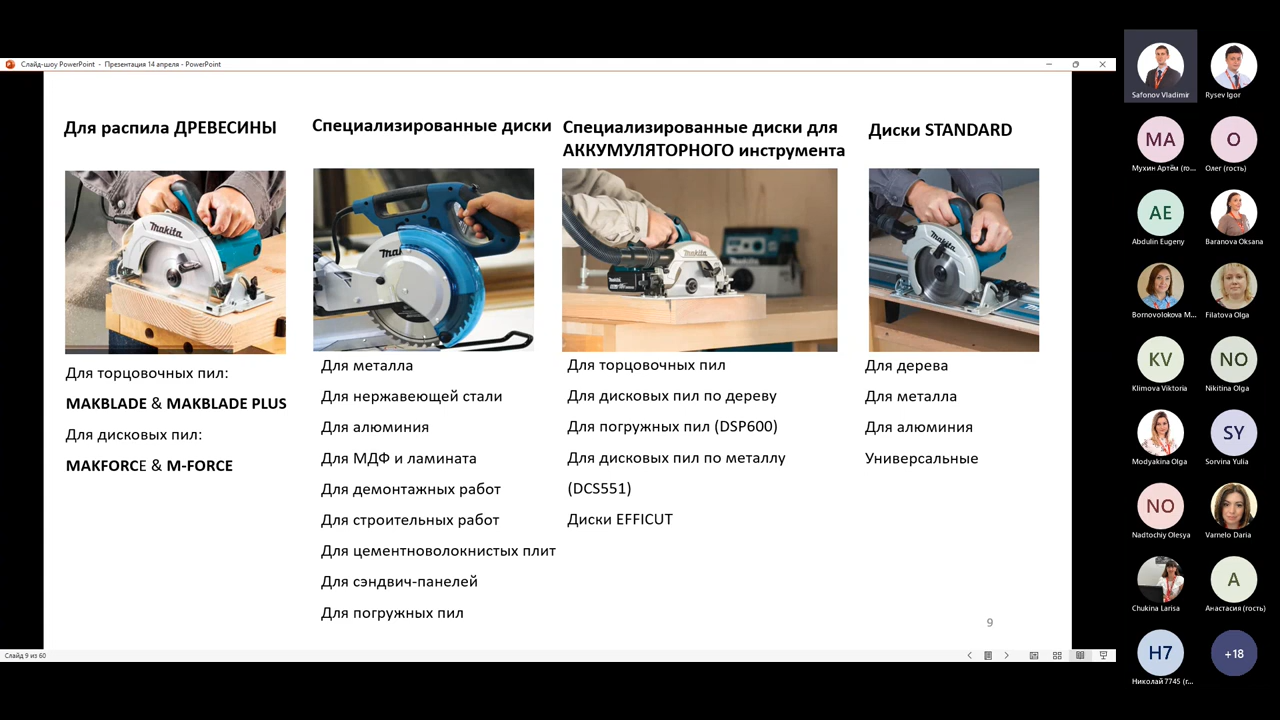 Слайд-шоу PowerPoint - Презентация 14 апреля - PowerPoint
Для распила ДРЕВЕСИНЫ
Специализированные диски
Специализированные диски для
АККУМУЛЯТОРНОГО инструмента
Диски STANDARD
makita
Для торцовочных пил:
MAKBLADE & MAKBLADE PLUS
Для дисковых пил:
MAKFORCE & M-FORCE
Для металла
Для нержавеющей стали
Для алюминия
Для МДФ и ламината
Для демонтажных работ
Для строительных работ
Для цементноволокнистых плит
Для сэндвич-панелей
Для погружных пил
Для торцовочных пил
Для дисковых пил по дереву
Для погружных пил (DSP600)
Для дисковых пил по металлу
(DCS551)
Диски EFFICUT
Для дерева
Для металла
Для алюминия
Универсальные
9
Слайд 9 из 60
Safonov Vladimir
Rysev Igor
MA
Мухин Артём (го...
О
Олег (гость)
AE
Abdulin Eugeny
Baranova Oksana
Bornovolokova M...
Filatova Olga
KV
Klimova Viktoria
NO
Nikitina Olga
Modyakina Olga
SY
Sorvina Yulia
NO
Nadtochiy Olesya
Varnelo Daria
Chukina Larisa
А
Анастасия (гость)
Н7
Николай 7745 (г...
+18